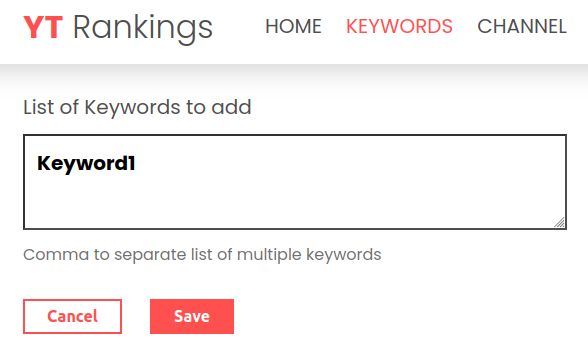 YT Rankings HOME KEYWORDS CHANNEL
List of Keywords to add
Keyword1
Comma to separate list of multiple keywords
Cancel Save